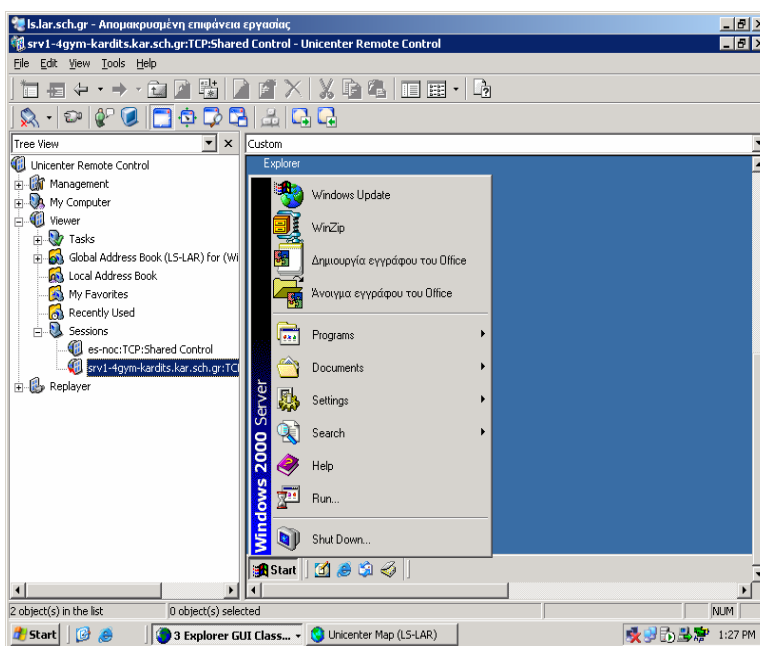 ls.lar.sch.gr - Απομακρυσμένη επιφάνεια εργασίας
srv1-4gym-kardits.kar.sch.gr:TCP:Shared Control - Unicenter Remote Control
File Edit View Tools Help
Tree View
Custom
Unicenter Remote Control
Management
My Computer
Viewer
Tasks
Global Address Book (LS-LAR) for (Wi
Local Address Book
My Favorites
Recently Used
Sessions
es-noc:TCP:Shared Control
srv1-4gym-kardits.kar.sch.gr:TC
Replayer
Explorer
Windows Update
WinZip
Δημιουργία εγγράφου του Office
Άνοιγμα εγγράφου του Office
Programs
Documents
Settings
Search
Help
Run...
Shut Down...
Windows 2000 Server
Start
2 object(s) in the list
0 object(s) selected
NUM
Start
3 Explorer GUI Class...
Unicenter Map (LS-LAR)
1:27 PM